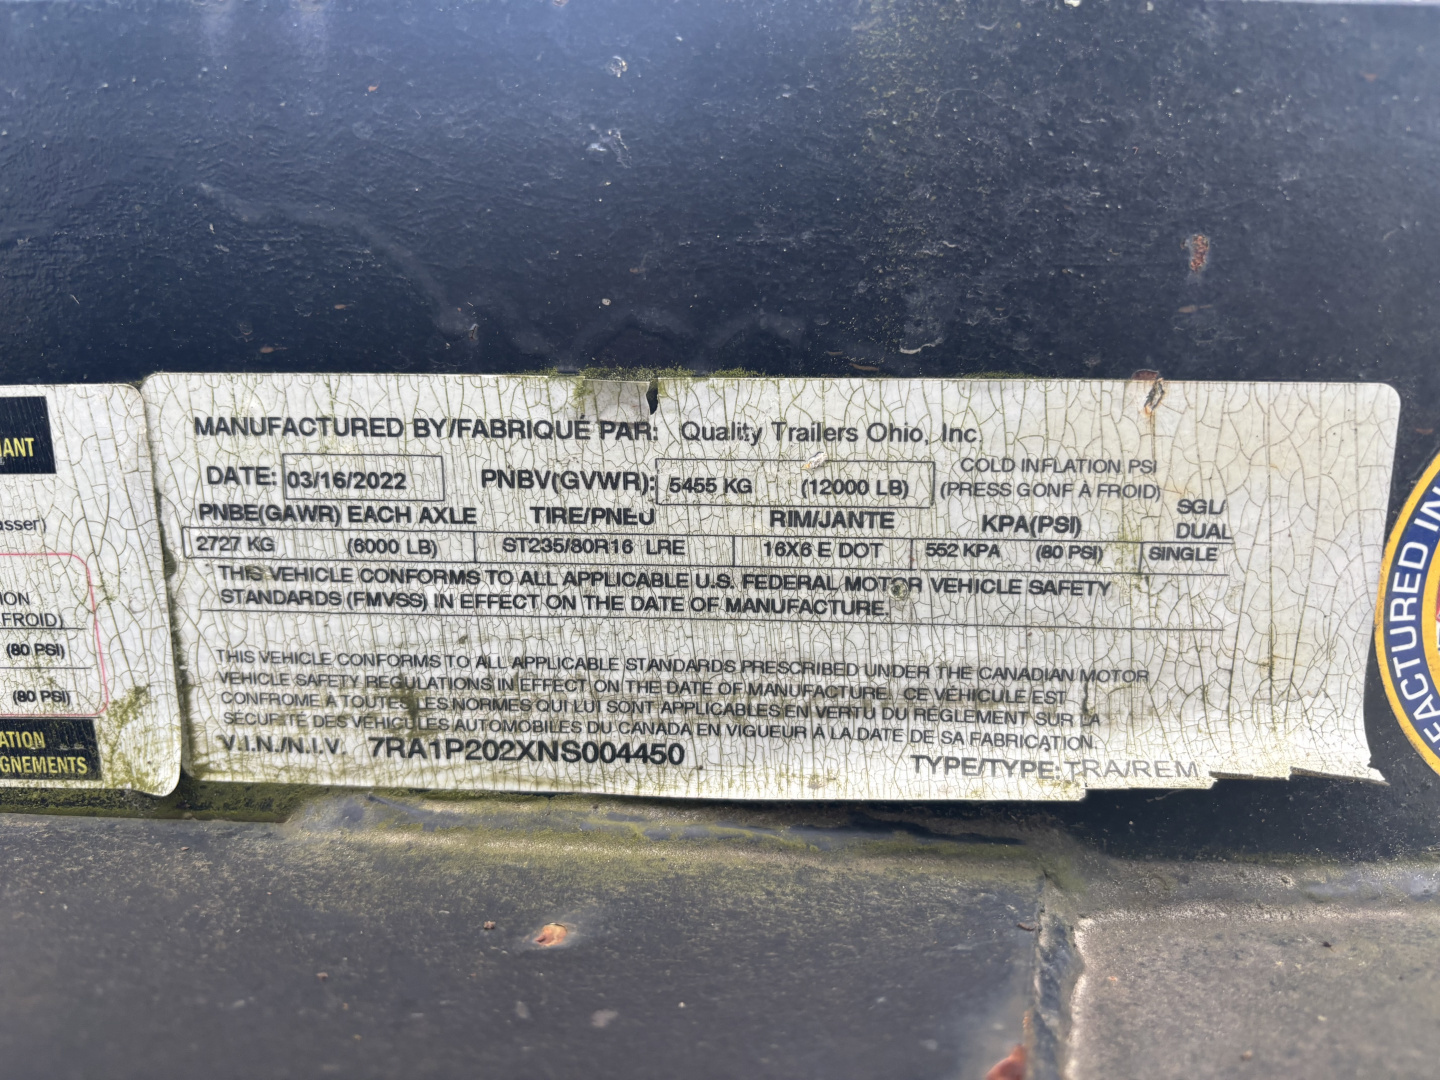 MANUFACTURED BY/FABRIQUÉ PAR: Quality Trailers Ohio, Inc
DATE: 03/16/2022 PNBV(GVWR): 5455 KG (12000 LB)
COLD INFLATION PSI
(PRESS GONF À FROID)
SGL/
DUAL
PNBE(GAWR) EACH AXLE TIRE/PNEU RIM/JANTE KPA(PSI)
2727 KG (6000 LB) ST235/80R16 LRE 16X6 E DOT 552 KPA (80 PSI) SINGLE
THIS VEHICLE CONFORMS TO ALL APPLICABLE U.S. FEDERAL MOTOR VEHICLE SAFETY
STANDARDS (FMVSS) IN EFFECT ON THE DATE OF MANUFACTURE.
THIS VEHICLE CONFORMS TO ALL APPLICABLE STANDARDS PRESCRIBED UNDER THE CANADIAN MOTOR
VEHICLE SAFETY REGULATIONS IN EFFECT ON THE DATE OF MANUFACTURE. CE VÉHICULE EST
CONFROME À TOUTES LES NORMES QUI LUI SONT APPLICABLES EN VERTU DU RÈGLEMENT SUR LA
SÉCURITÉ DES VÉHICULES AUTOMOBILES DU CANADA EN VIGUEUR A LA DATE DE SA FABRICATION.
V.I.N./N.I.V. 7RA1P202XNS004450
TYPE/TYPE: TRA/REM
IANT
asser)
ION
FROID)
(80 PSI)
(80 PSI)
ATION
GNEMENTS
FACTURED IN